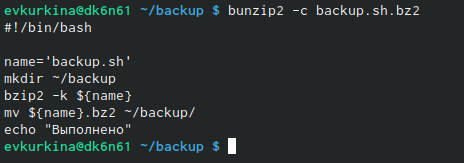 evkurkina@dk6n61 ~/backup $ bunzip2 -c backup.sh.bz2
#!/bin/bash
name='backup.sh'
mkdir ~/backup
bzip2 -k ${name}
mv ${name}.bz2 ~/backup/
echo "Выполнено"
evkurkina@dk6n61 ~/backup $